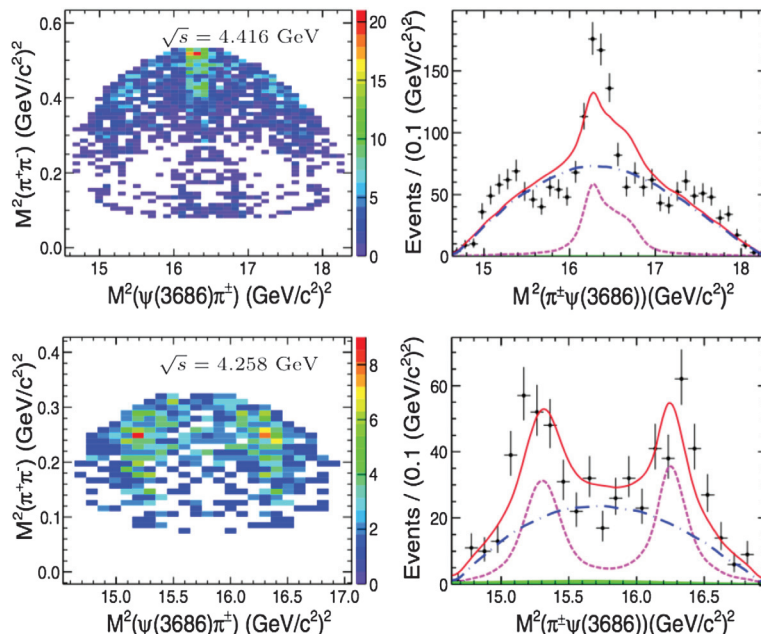 √s = 4.416 GeV
M²(π⁺π⁻) (GeV/c²)²
0.6
0.4
0.2
0.0
15 16 17 18
M²(ψ(3686)π±) (GeV/c²)²
20
15
10
5
0
Events / (0.1 (GeV/c²)²)
150
100
50
0
15 16 17 18
M²(π±ψ(3686))(GeV/c²)²
√s = 4.258 GeV
M²(π⁺π⁻) (GeV/c²)²
0.4
0.3
0.2
0.1
0.0
15.0 15.5 16.0 16.5 17.0
M²(ψ(3686)π±) (GeV/c²)²
8
6
4
2
0
Events / (0.1 (GeV/c²)²)
60
40
20
0
15.0 15.5 16.0 16.5
M²(π±ψ(3686))(GeV/c²)²